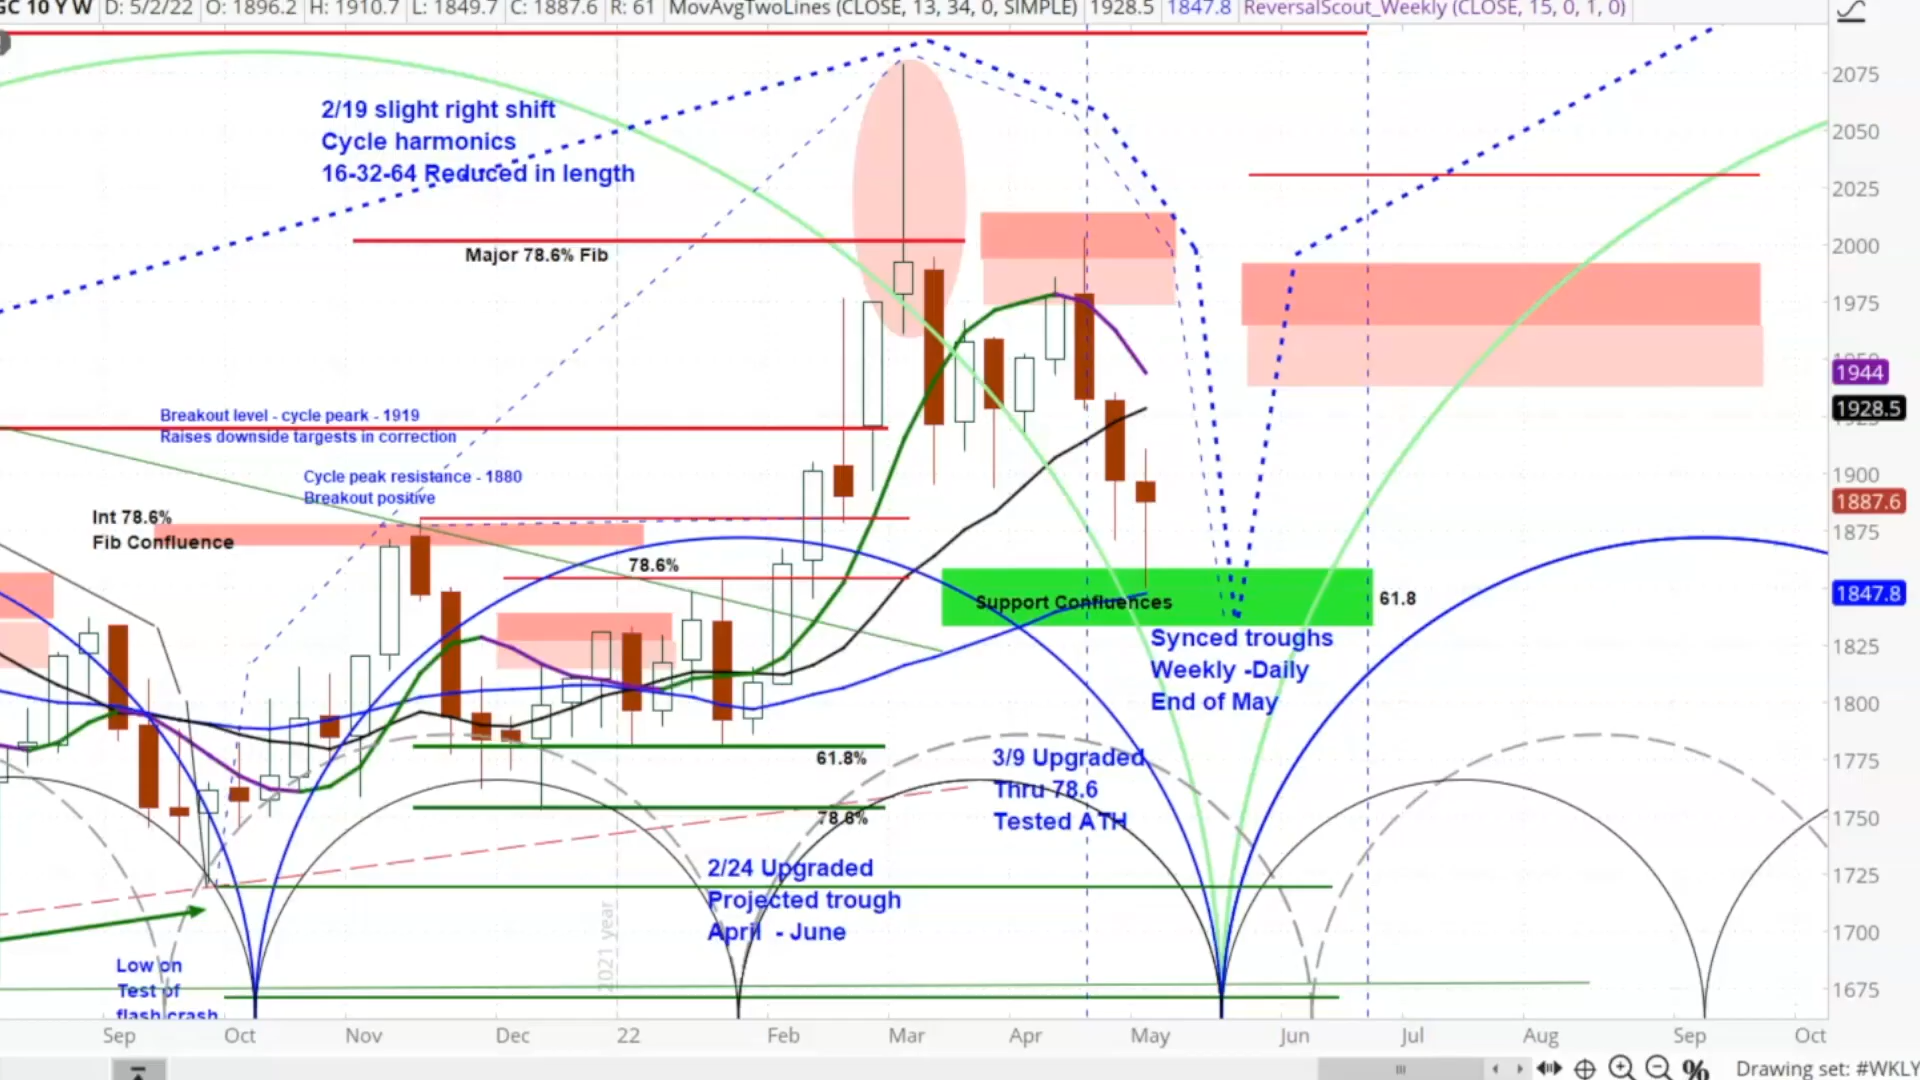 GC 10 Y W D: 5/2/22 O: 1896.2 H: 1910.7 L: 1849.7 C: 1887.6 R: 61 MovAvgTwoLines (CLOSE, 13, 34, 0, SIMPLE) 1928.5 1847.8 ReversalScout_Weekly (CLOSE, 15, 0, 1, 0)
2/19 slight right shift
Cycle harmonics
16-32-64 Reduced in length
Major 78.6% Fib
Breakout level - cycle peark - 1919
Raises downside targests in correction
Cycle peak resistance - 1880
Breakout positive
Int 78.6%
Fib Confluence
78.6%
Support Confluences
61.8
Synced troughs
Weekly -Daily
End of May
61.8%
78.6%
3/9 Upgraded
Thru 78.6
Tested ATH
2/24 Upgraded
Projected trough
April - June
2021 year
Low on
Test of
flash crash
2075
2050
2025
2000
1975
1950
1944
1928.5
1925
1900
1887.6
1875
1847.8
1825
1800
1775
1750
1725
1700
1675
Sep Oct Nov Dec 22 Feb Mar Apr May Jun Jul Aug Sep Oct
Drawing set: #WKLY